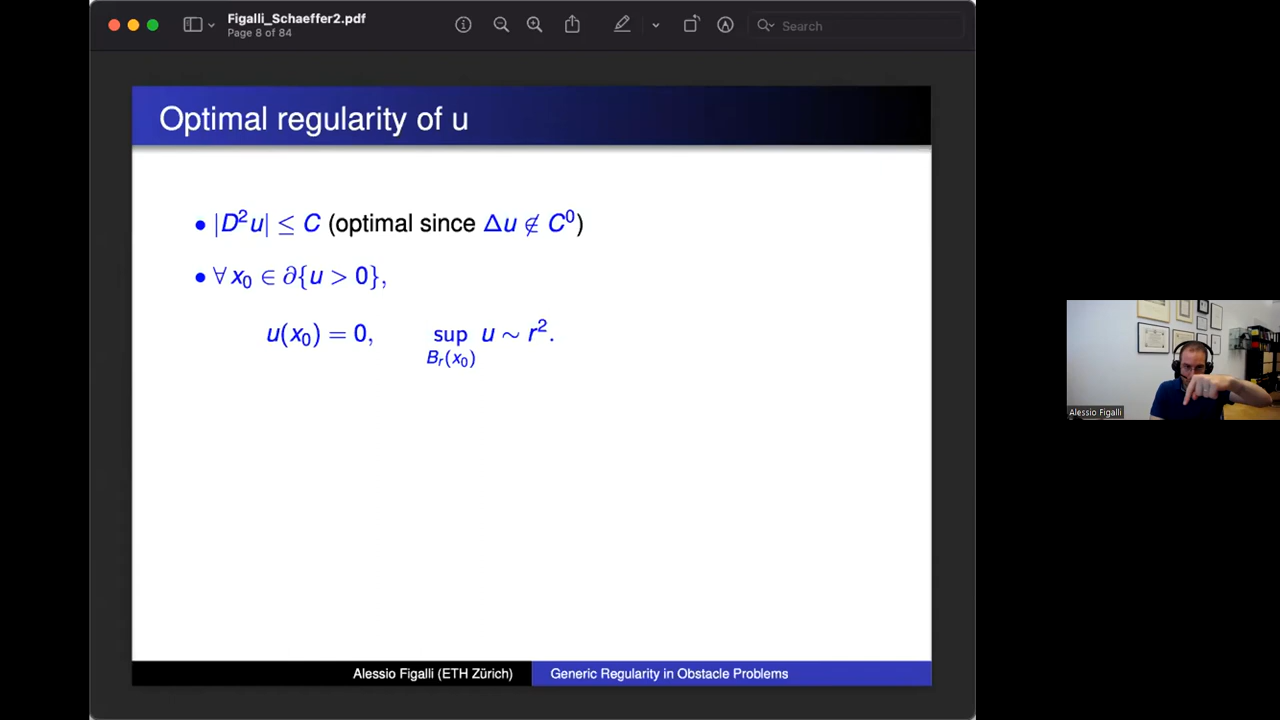 Figalli_Schaeffer2.pdf
Page 8 of 84
Search
Optimal regularity of u
• |D²u| ≤ C (optimal since Δu ∉ C⁰)
• ∀ x₀ ∈ ∂{u > 0},
u(x₀) = 0, sup u ∼ r².
B_r(x₀)
Alessio Figalli
Alessio Figalli (ETH Zürich) Generic Regularity in Obstacle Problems